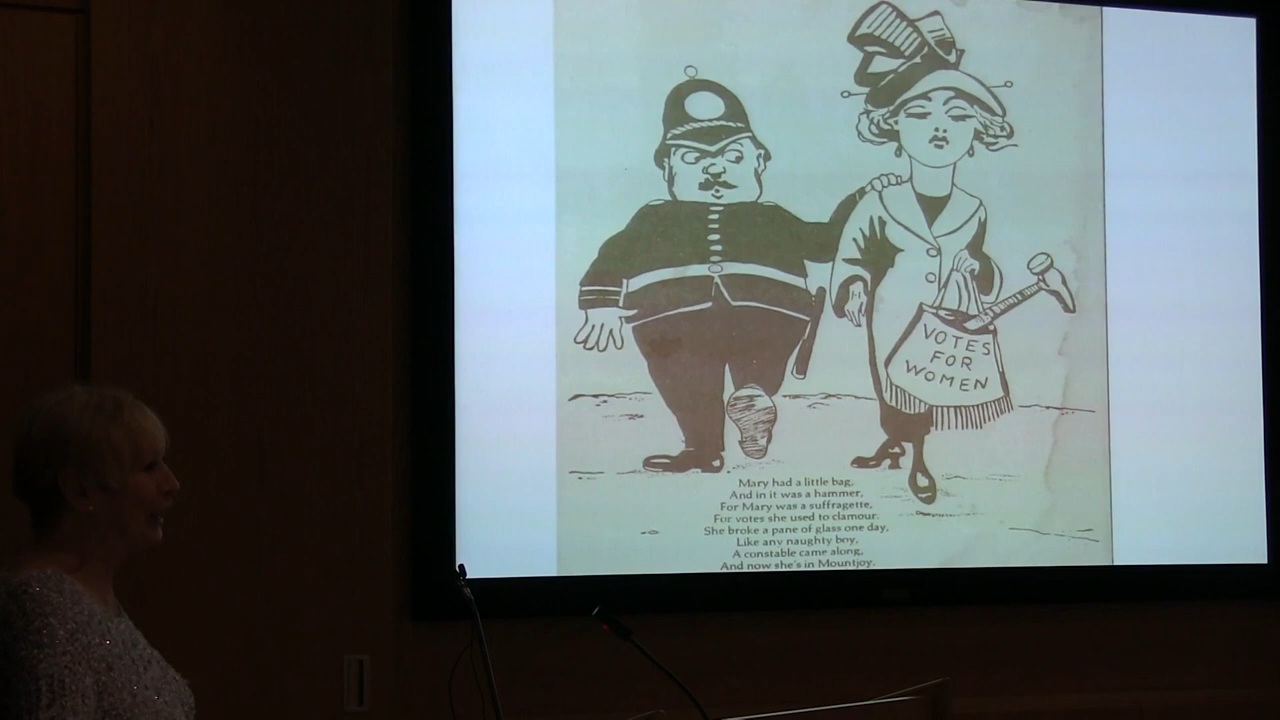 VOTES
FOR
WOMEN
Mary had a little bag,
And in it was a hammer,
For Mary was a suffragette,
For votes she used to clamour.
She broke a pane of glass one day,
Like any naughty boy,
A constable came along,
And now she's in Mountjoy.